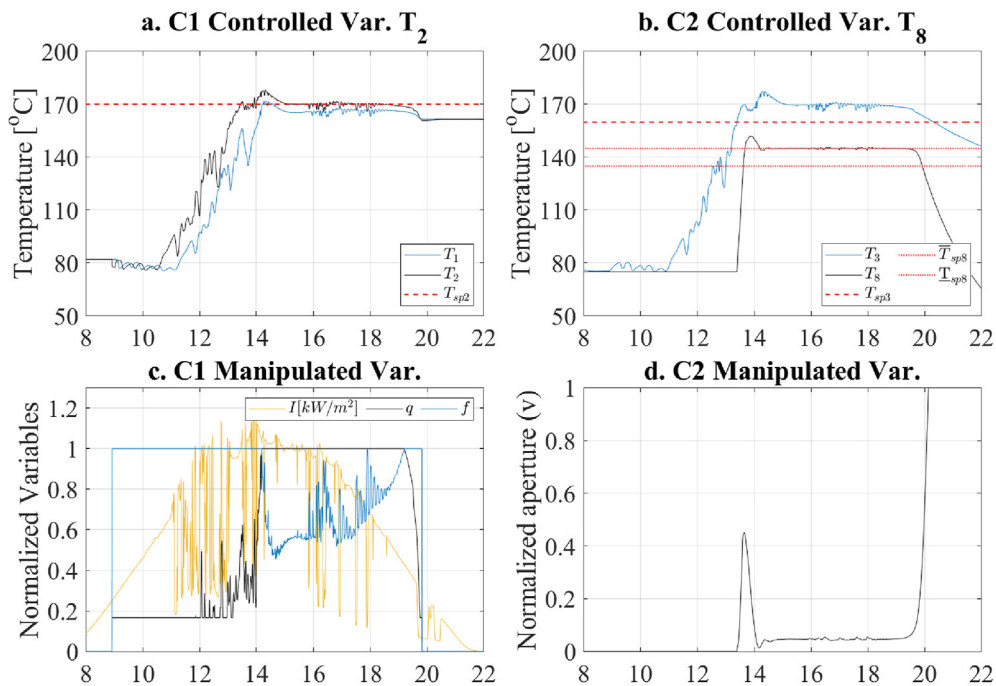 a. C1 Controlled Var. T₂
200
170
140
110
80
50
Temperature [°C]
T₁
T₂
Tsp2
8 10 12 14 16 18 20 22
b. C2 Controlled Var. T₈
200
170
140
110
80
50
Temperature [°C]
T₃ T̅sp8
T₈ T̲sp8
Tsp3
8 10 12 14 16 18 20 22
c. C1 Manipulated Var.
I[kW/m²] q f
1.2
1
0.8
0.6
0.4
0.2
0
Normalized Variables
8 10 12 14 16 18 20 22
d. C2 Manipulated Var.
1
0.8
0.6
0.4
0.2
0
Normalized aperture (v)
8 10 12 14 16 18 20 22